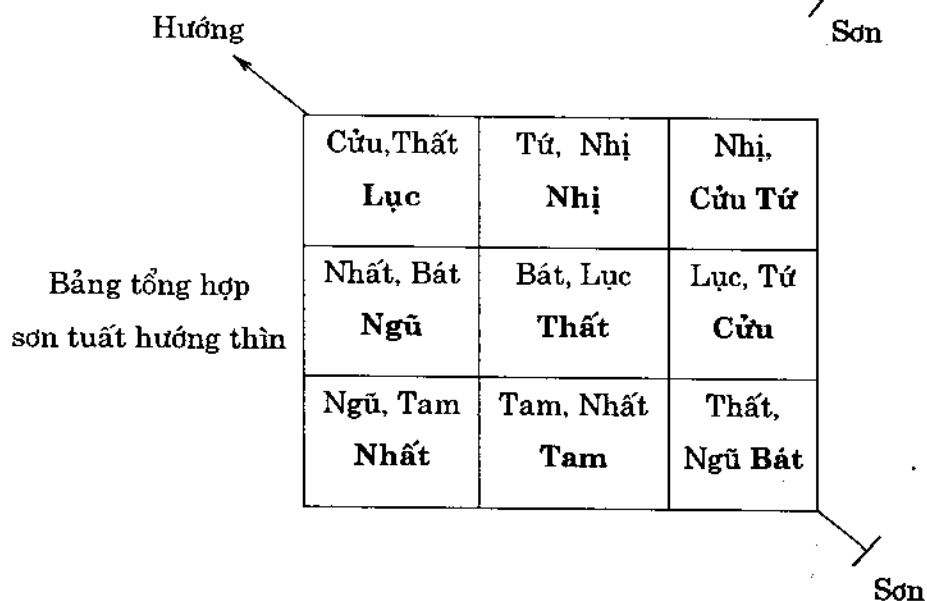 Sơn
Hướng
Cửu,Thất Tứ, Nhị Nhị,
Lục Nhị Cửu Tứ
Bảng tổng hợp
sơn tuất hướng thìn
Nhất, Bát Bát, Lục Lục, Tứ
Ngũ Thất Cửu
Ngũ, Tam Tam, Nhất Thất,
Nhất Tam Ngũ Bát
Sơn